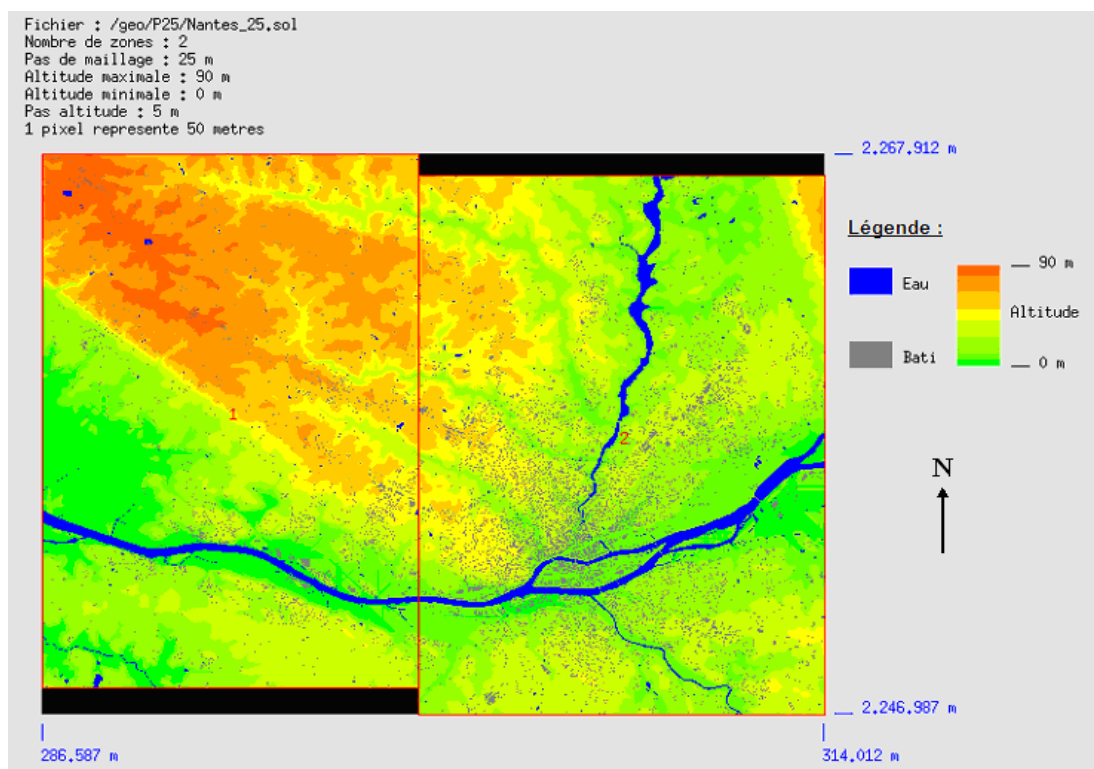 Fichier : /geo/P25/Nantes_25.sol
Nombre de zones : 2
Pas de maillage : 25 m
Altitude maximale : 90 m
Altitude minimale : 0 m
Pas altitude : 5 m
1 pixel represente 50 metres
2.267.912 m
Légende :
Eau
90 m
Altitude
Bati
0 m
1
2
N
2.246.987 m
286.587 m
314.012 m